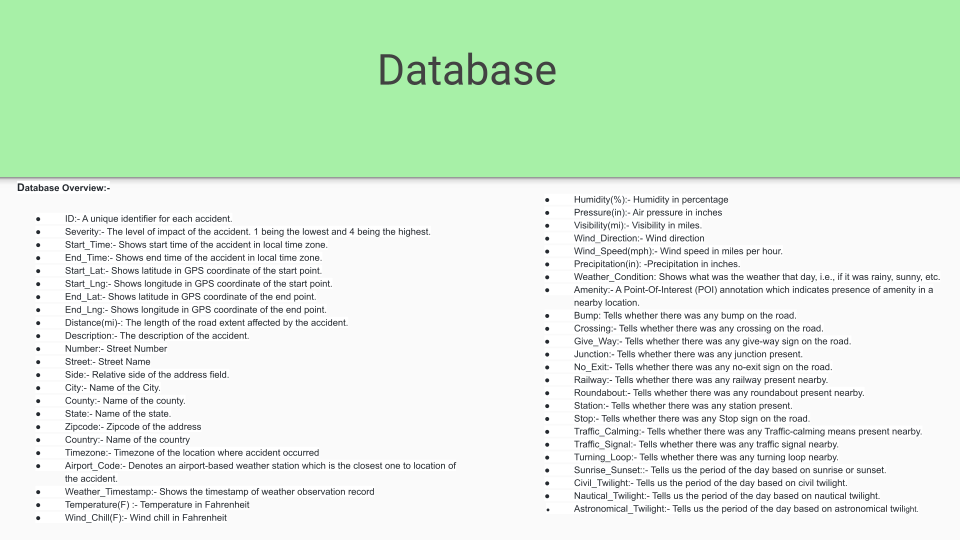 Database
Database Overview:-
● ID:- A unique identifier for each accident.
● Severity:- The level of impact of the accident. 1 being the lowest and 4 being the highest.
● Start_Time:- Shows start time of the accident in local time zone.
● End_Time:- Shows end time of the accident in local time zone.
● Start_Lat:- Shows latitude in GPS coordinate of the start point.
● Start_Lng:- Shows longitude in GPS coordinate of the start point.
● End_Lat:- Shows latitude in GPS coordinate of the end point.
● End_Lng:- Shows longitude in GPS coordinate of the end point.
● Distance(mi)-: The length of the road extent affected by the accident.
● Description:- The description of the accident.
● Number:- Street Number
● Street:- Street Name
● Side:- Relative side of the address field.
● City:- Name of the City.
● County:- Name of the county.
● State:- Name of the state.
● Zipcode:- Zipcode of the address
● Country:- Name of the country
● Timezone:- Timezone of the location where accident occurred
● Airport_Code:- Denotes an airport-based weather station which is the closest one to location of
the accident.
● Weather_Timestamp:- Shows the timestamp of weather observation record
● Temperature(F) :- Temperature in Fahrenheit
● Wind_Chill(F):- Wind chill in Fahrenheit
● Humidity(%):- Humidity in percentage
● Pressure(in):- Air pressure in inches
● Visibility(mi):- Visibility in miles.
● Wind_Direction:- Wind direction
● Wind_Speed(mph):- Wind speed in miles per hour.
● Precipitation(in): -Precipitation in inches.
● Weather_Condition: Shows what was the weather that day, i.e., if it was rainy, sunny, etc.
● Amenity:- A Point-Of-Interest (POI) annotation which indicates presence of amenity in a
nearby location.
● Bump: Tells whether there was any bump on the road.
● Crossing:- Tells whether there was any crossing on the road.
● Give_Way:- Tells whether there was any give-way sign on the road.
● Junction:- Tells whether there was any junction present.
● No_Exit:- Tells whether there was any no-exit sign on the road.
● Railway:- Tells whether there was any railway present nearby.
● Roundabout:- Tells whether there was any roundabout present nearby.
● Station:- Tells whether there was any station present.
● Stop:- Tells whether there was any Stop sign on the road.
● Traffic_Calming:- Tells whether there was any Traffic-calming means present nearby.
● Traffic_Signal:- Tells whether there was any traffic signal nearby.
● Turning_Loop:- Tells whether there was any turning loop nearby.
● Sunrise_Sunset::- Tells us the period of the day based on sunrise or sunset.
● Civil_Twilight:- Tells us the period of the day based on civil twilight.
● Nautical_Twilight:- Tells us the period of the day based on nautical twilight.
● Astronomical_Twilight:- Tells us the period of the day based on astronomical twilight.